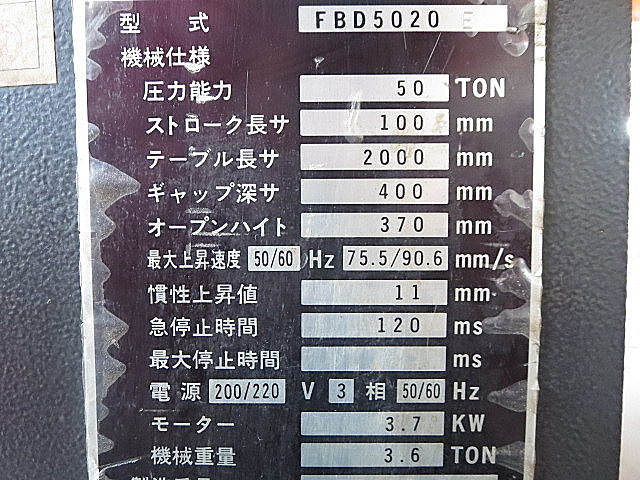 型式 FBD5020 E
機械仕様
圧力能力 50 TON
ストローク長サ 100 mm
テーブル長サ 2000 mm
ギャップ深サ 400 mm
オープンハイト 370 mm
最大上昇速度 50/60 Hz 75.5/90.6 mm/s
慣性上昇値 11 mm
急停止時間 120 ms
最大停止時間 ms
電源 200/220 V 3 相 50/60 Hz
モーター 3.7 KW
機械重量 3.6 TON